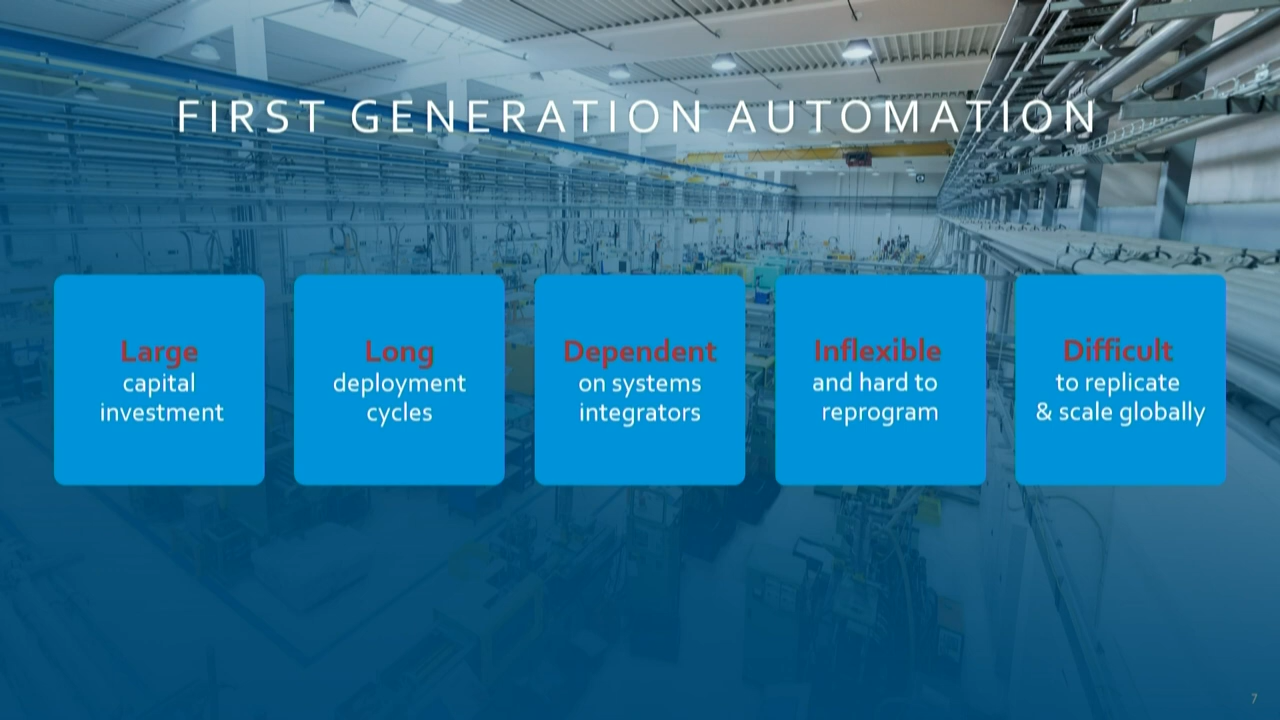 FIRST GENERATION AUTOMATION
Large
capital
investment
Long
deployment
cycles
Dependent
on systems
integrators
Inflexible
and hard to
reprogram
Difficult
to replicate
& scale globally
7